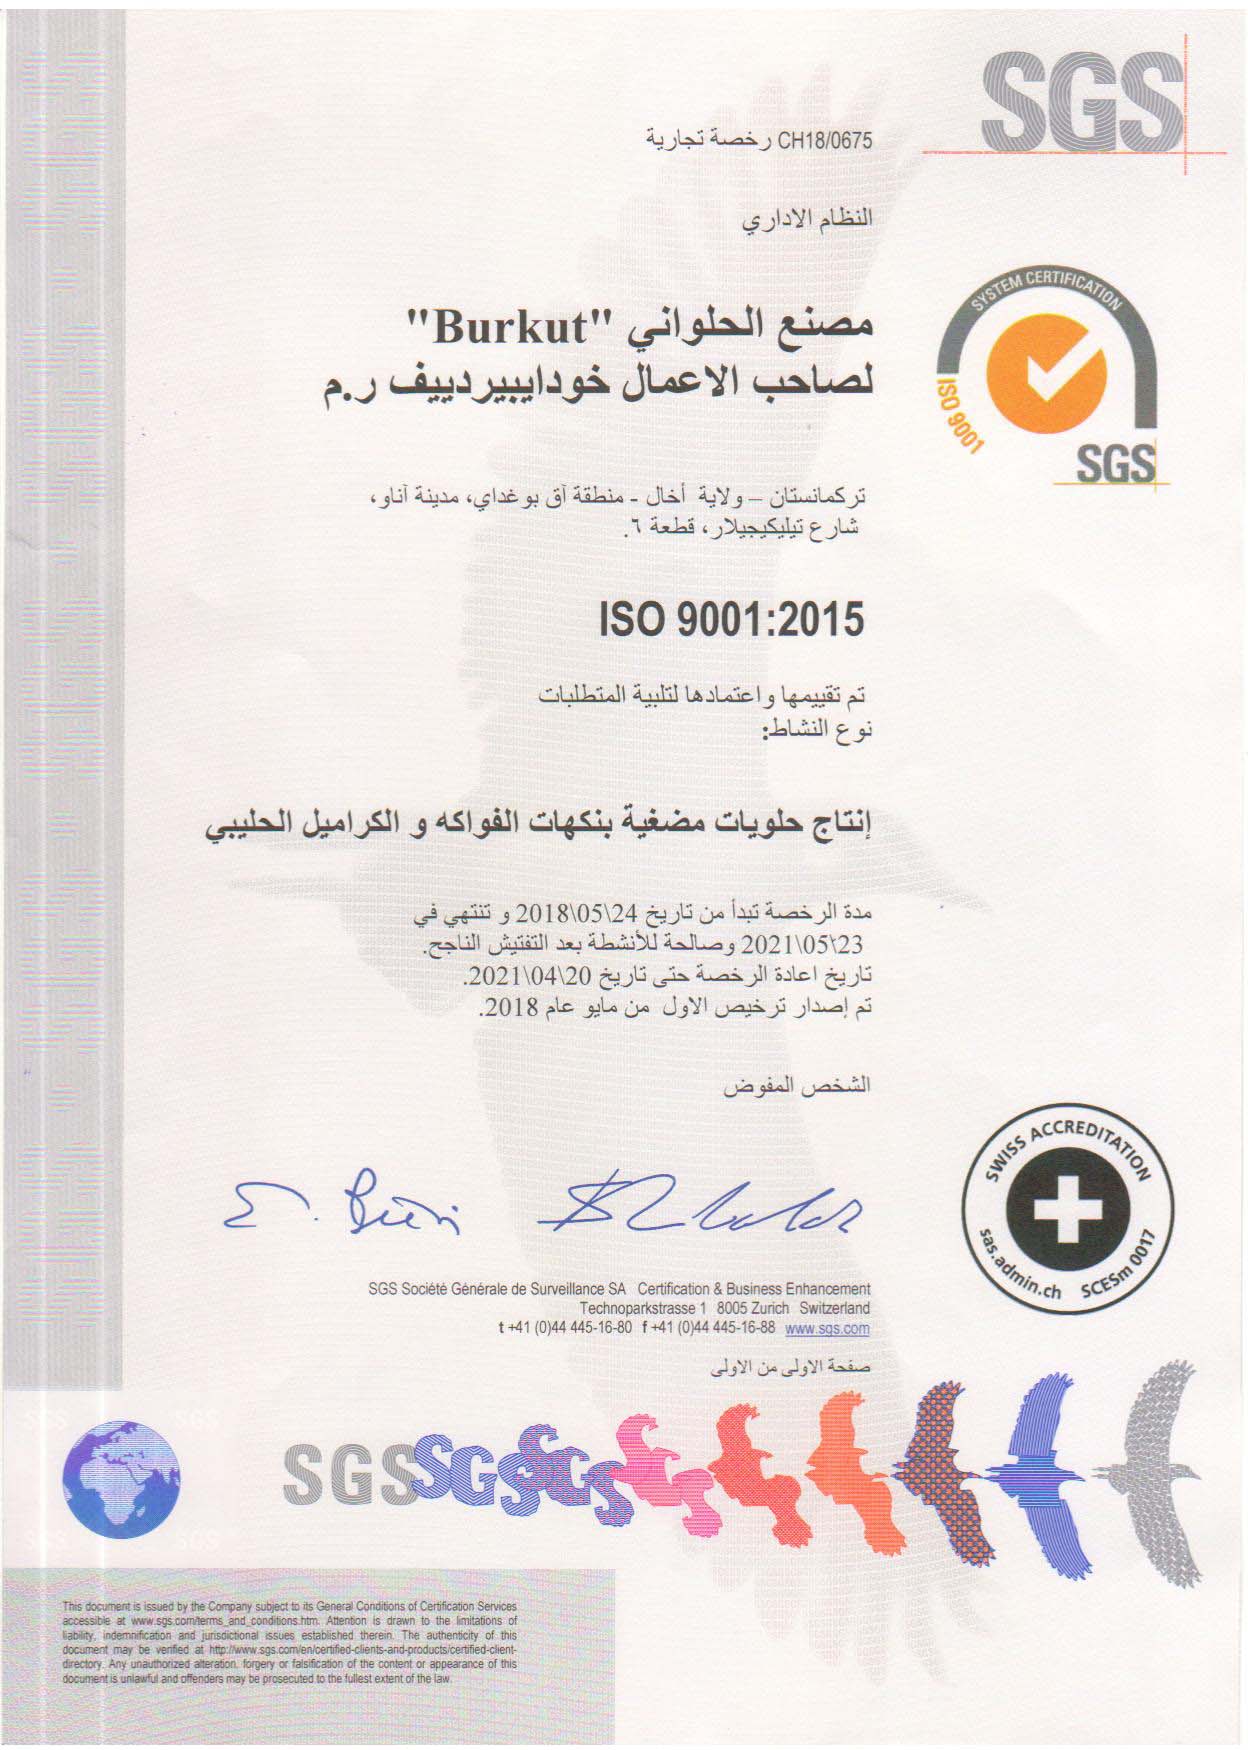 SGS
CH18/0675 رخصة تجارية
النظام الاداري
SYSTEM CERTIFICATION
ISO 9001
SGS
مصنع الحلواني "Burkut"
لصاحب الاعمال خودايبيردييف ر.م
تركمانستان – ولاية أخال - منطقة آق بوغداي، مدينة آناو،
شارع تيليكيجيلار، قطعة ٦.
ISO 9001:2015
تم تقييمها واعتمادها لتلبية المتطلبات
نوع النشاط:
إنتاج حلويات مضغية بنكهات الفواكه و الكراميل الحليبي
مدة الرخصة تبدأ من تاريخ 24\05\2018 و تنتهي في
23\05\2021 وصالحة للأنشطة بعد التفتيش الناجح.
تاريخ اعادة الرخصة حتى تاريخ 20\04\2021.
تم إصدار ترخيص الاول من مايو عام 2018.
الشخص المفوض
SWISS ACCREDITATION
sas.admin.ch SCESm 0017
SGS Société Générale de Surveillance SA Certification & Business Enhancement
Technoparkstrasse 1 8005 Zurich Switzerland
t +41 (0)44 445-16-80 f +41 (0)44 445-16-88 www.sgs.com
صفحة الاولى من الاولى
SGS SGS SGS
This document is issued by the Company subject to its General Conditions of Certification Services
accessible at www.sgs.com/terms_and_conditions.htm. Attention is drawn to the limitations of
liability, indemnification and jurisdictional issues established therein. The authenticity of this
document may be verified at http://www.sgs.com/en/certified-clients-and-products/certified-client-
directory. Any unauthorized alteration, forgery or falsification of the content or appearance of this
document is unlawful and offenders may be prosecuted to the fullest extent of the law.